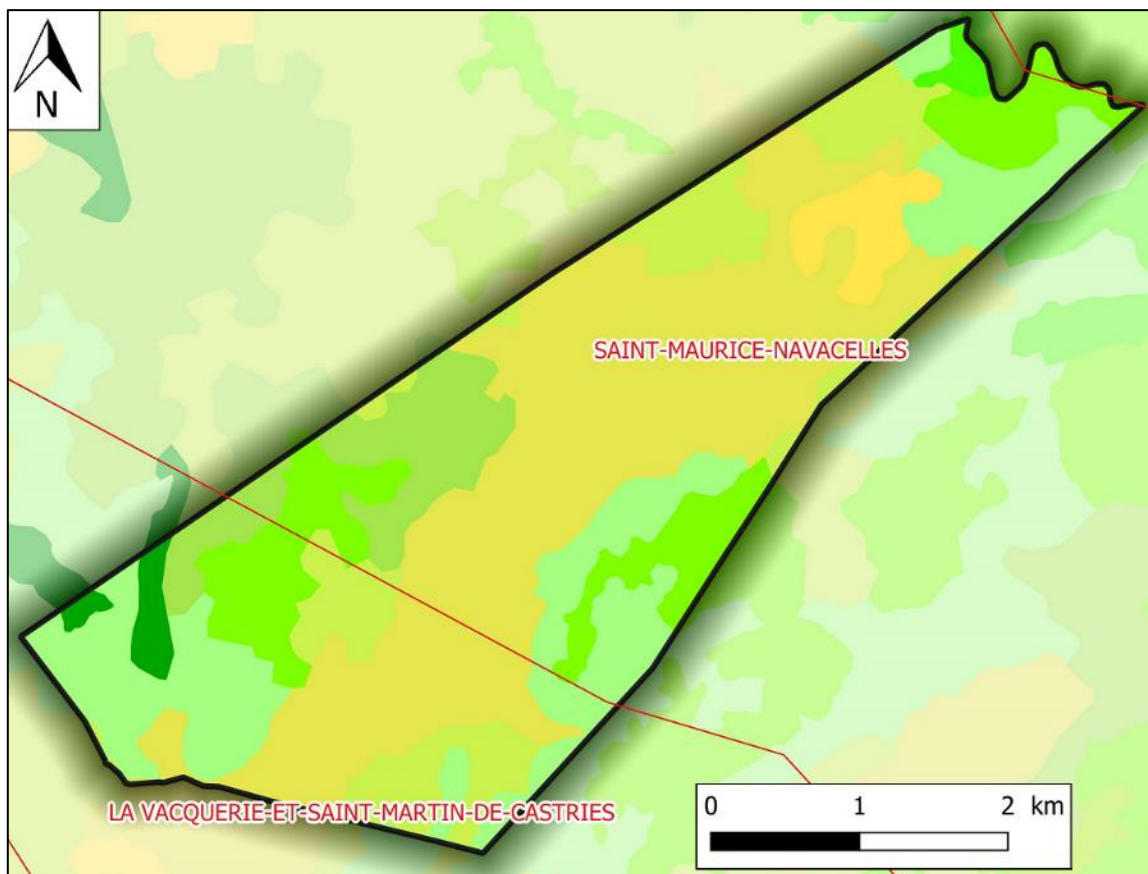 N
SAINT-MAURICE-NAVACELLES
LA VACQUERIE-ET-SAINT-MARTIN-DE-CASTRIES
0 1 2 km